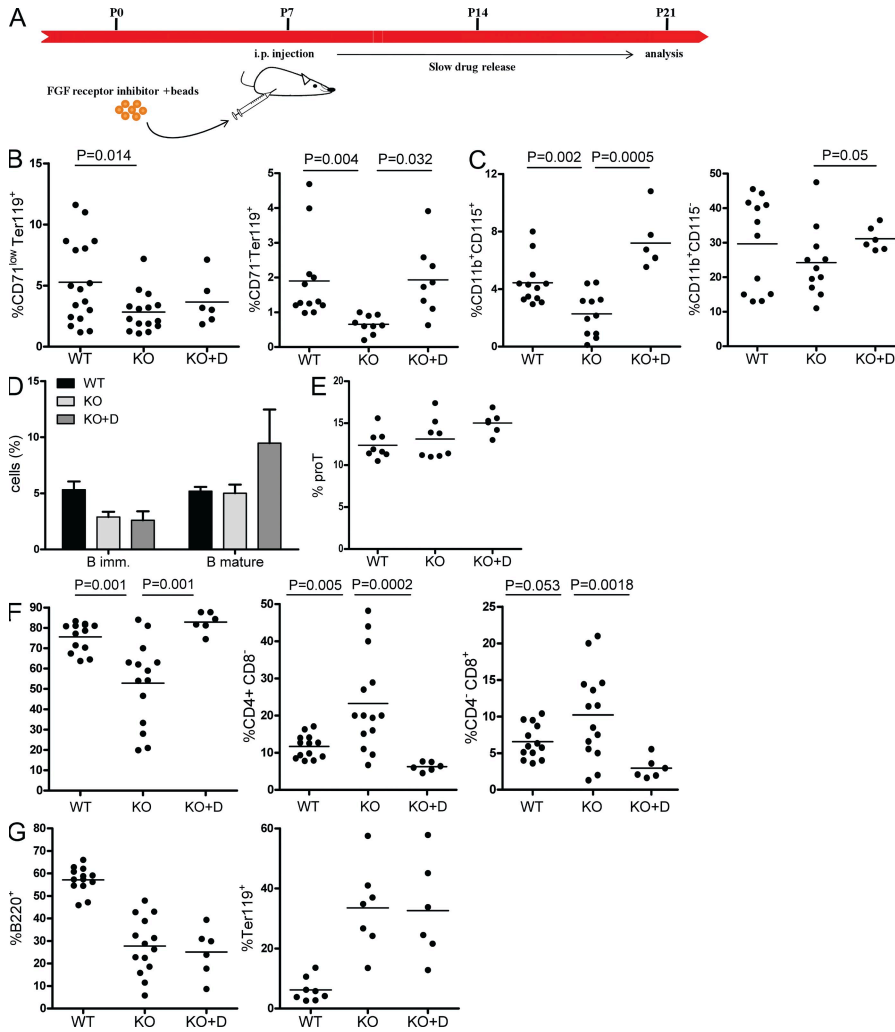 A
P0 P7 P14 P21
i.p. injection
analysis
Slow drug release
FGF receptor inhibitor +beads
B
P=0.014
%CD71low Ter119+
15
10
5
0
WT KO KO+D
P=0.004 P=0.032
%CD71-Ter119+
5
4
3
2
1
0
WT KO KO+D
C
P=0.002 P=0.0005
%CD11b+CD115+
15
10
5
0
WT KO KO+D
P=0.05
%CD11b+CD115-
50
40
30
20
10
0
WT KO KO+D
D
WT
KO
KO+D
cells (%)
15
10
5
0
B imm. B mature
E
% proT
20
15
10
5
0
WT KO KO+D
F
P=0.001 P=0.001
90
80
70
60
50
40
30
20
10
0
WT KO KO+D
P=0.005 P=0.0002
%CD4+ CD8-
50
40
30
20
10
0
WT KO KO+D
P=0.053 P=0.0018
%CD4- CD8+
25
20
15
10
5
0
WT KO KO+D
G
%B220+
80
70
60
50
40
30
20
10
0
WT KO KO+D
%Ter119+
60
40
20
0
WT KO KO+D